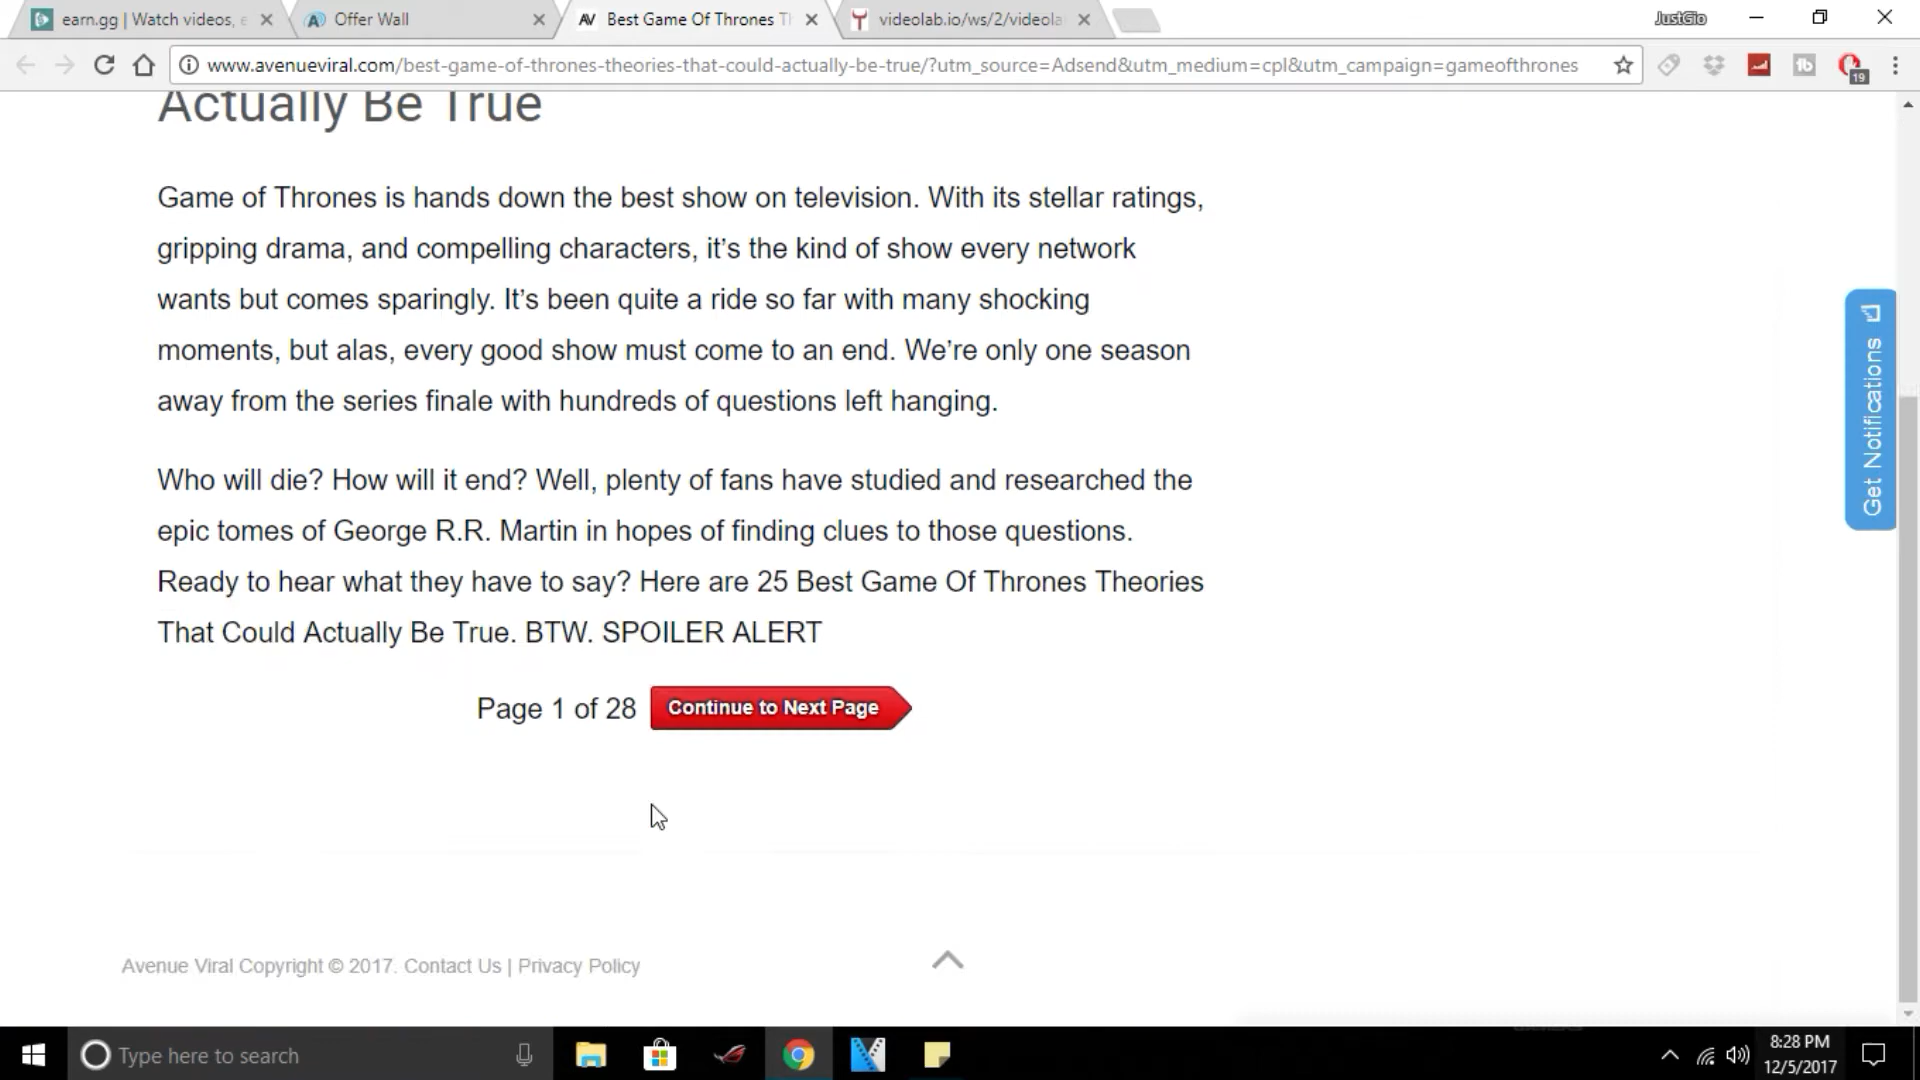 earn.gg | Watch videos, e
Offer Wall
Best Game Of Thrones Th
videolab.io/ws/2/videola
JustGio
www.avenueviral.com/best-game-of-thrones-theories-that-could-actually-be-true/?utm_source=Adsend&utm_medium=cpl&utm_campaign=gameofthrones
19
Actually Be True
Game of Thrones is hands down the best show on television. With its stellar ratings,
gripping drama, and compelling characters, it’s the kind of show every network
wants but comes sparingly. It’s been quite a ride so far with many shocking
moments, but alas, every good show must come to an end. We’re only one season
away from the series finale with hundreds of questions left hanging.
Who will die? How will it end? Well, plenty of fans have studied and researched the
epic tomes of George R.R. Martin in hopes of finding clues to those questions.
Ready to hear what they have to say? Here are 25 Best Game Of Thrones Theories
That Could Actually Be True. BTW. SPOILER ALERT
Page 1 of 28 Continue to Next Page
Get Notifications
Avenue Viral Copyright © 2017. Contact Us | Privacy Policy
Type here to search
8:28 PM
12/5/2017